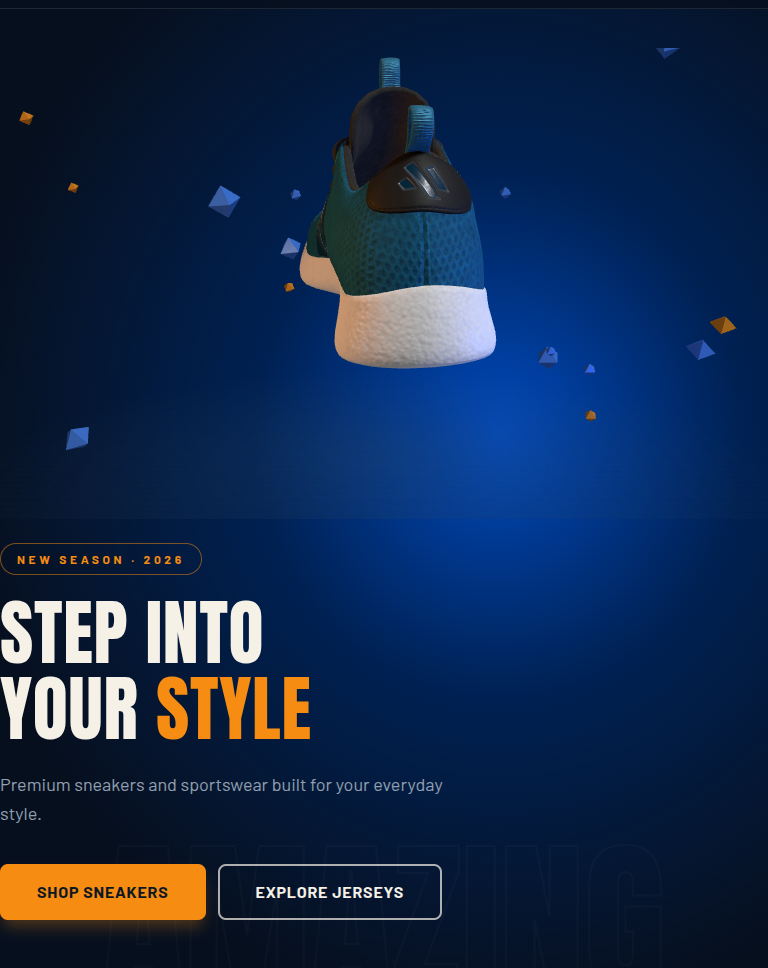 NEW SEASON · 2026
STEP INTO
YOUR STYLE
Premium sneakers and sportswear built for your everyday
style.
SHOP SNEAKERS
EXPLORE JERSEYS
AMAZING